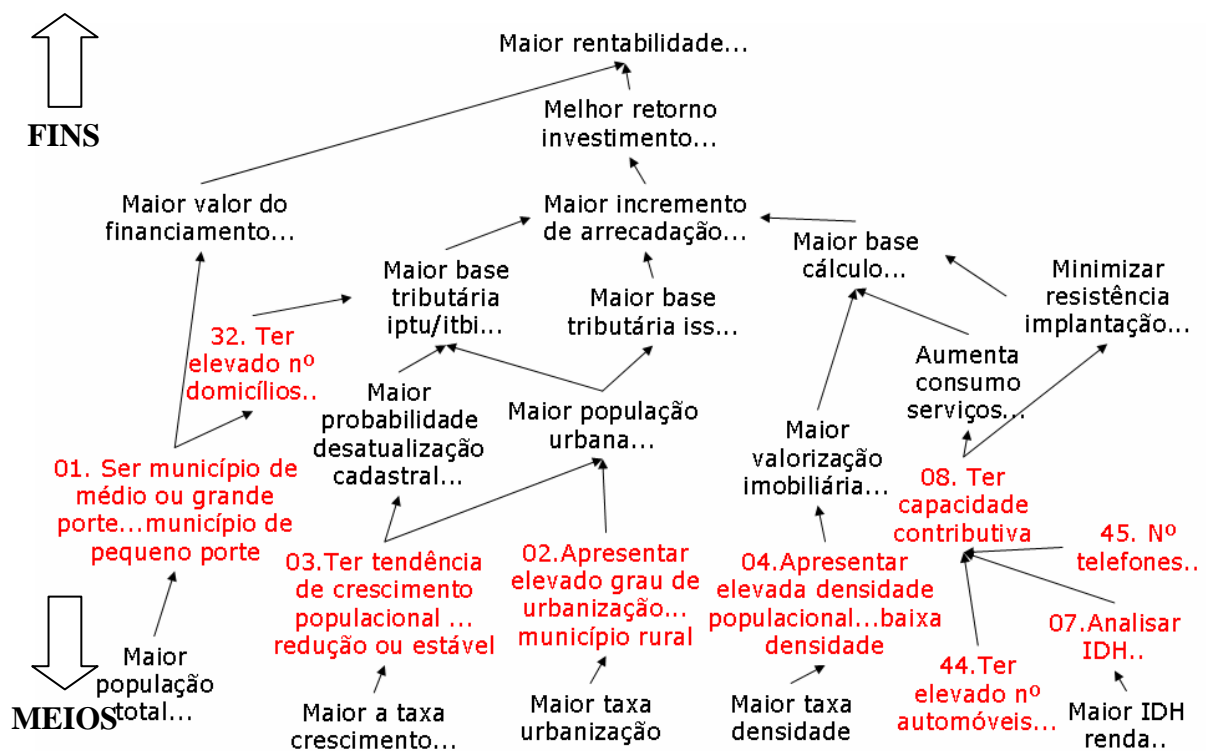 Maior rentabilidade...
FINS
Melhor retorno
investimento...
Maior valor do
financiamento...
Maior incremento
de arrecadação...
Maior base
cálculo...
Minimizar
resistência
implantação...
Maior base
tributária
iptu/itbi...
Maior base
tributária iss...
32. Ter
elevado nº
domicílios..
Aumenta
consumo
serviços...
Maior
probabilidade
desatualização
cadastral...
Maior população
urbana...
Maior
valorização
imobiliária...
01. Ser município de
médio ou grande
porte...município de
pequeno porte
08. Ter
capacidade
contributiva
45. Nº
telefones..
03.Ter tendência
de crescimento
populacional ...
redução ou estável
02.Apresentar
elevado grau de
urbanização...
município rural
04.Apresentar
elevada densidade
populacional...baixa
densidade
07.Analisar
IDH..
44.Ter
elevado nº
automóveis...
MEIOS
Maior
população
total...
Maior a taxa
crescimento...
Maior taxa
urbanização
Maior taxa
densidade
Maior IDH
renda..